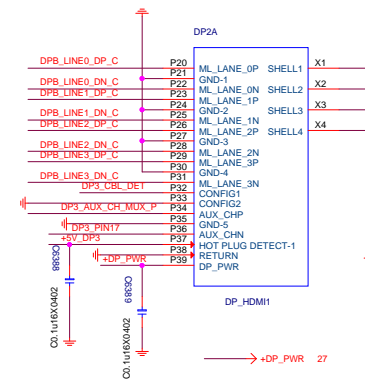 DP2A
DPB_LINE0_DP_C P20 ML_LANE_0P SHELL1 X1
P21 GND-1
DPB_LINE0_DN_C P22 ML_LANE_0N SHELL2 X2
DPB_LINE1_DP_C P23 ML_LANE_1P
P24 GND-2 SHELL3 X3
DPB_LINE1_DN_C P25 ML_LANE_1N
DPB_LINE2_DP_C P26 ML_LANE_2P SHELL4 X4
P27 GND-3
DPB_LINE2_DN_C P28 ML_LANE_2N
DPB_LINE3_DP_C P29 ML_LANE_3P
P30 GND-4
DPB_LINE3_DN_C P31 ML_LANE_3N
DP3_CBL_DET P32 CONFIG1
P33 CONFIG2
DP3_AUX_CH_MUX_P P34 AUX_CHP
P35 GND-5
DP3_PIN17 P36 AUX_CHN
+5V_DP3 P37 HOT PLUG DETECT-1
P38 RETURN
+DP_PWR P39 DP_PWR
DP_HDMI1
C6388
C0.1u16X0402
C6389
C0.1u16X0402
+DP_PWR 27